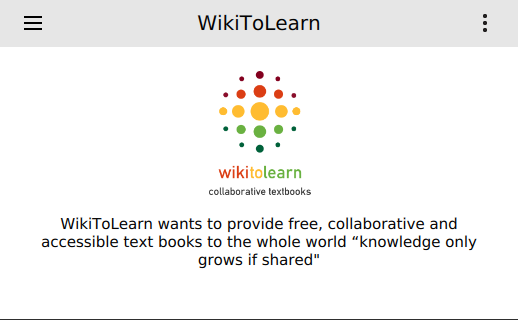 WikiToLearn
wikitolearn
collaborative textbooks
WikiToLearn wants to provide free, collaborative and
accessible text books to the whole world “knowledge only
grows if shared"